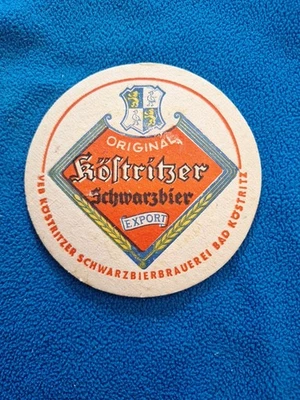 ORIGINAL
Köstritzer
Schwarzbier
EXPORT
VEB KÖSTRITZER SCHWARZBIERBRAUEREI BAD KÖSTRITZ